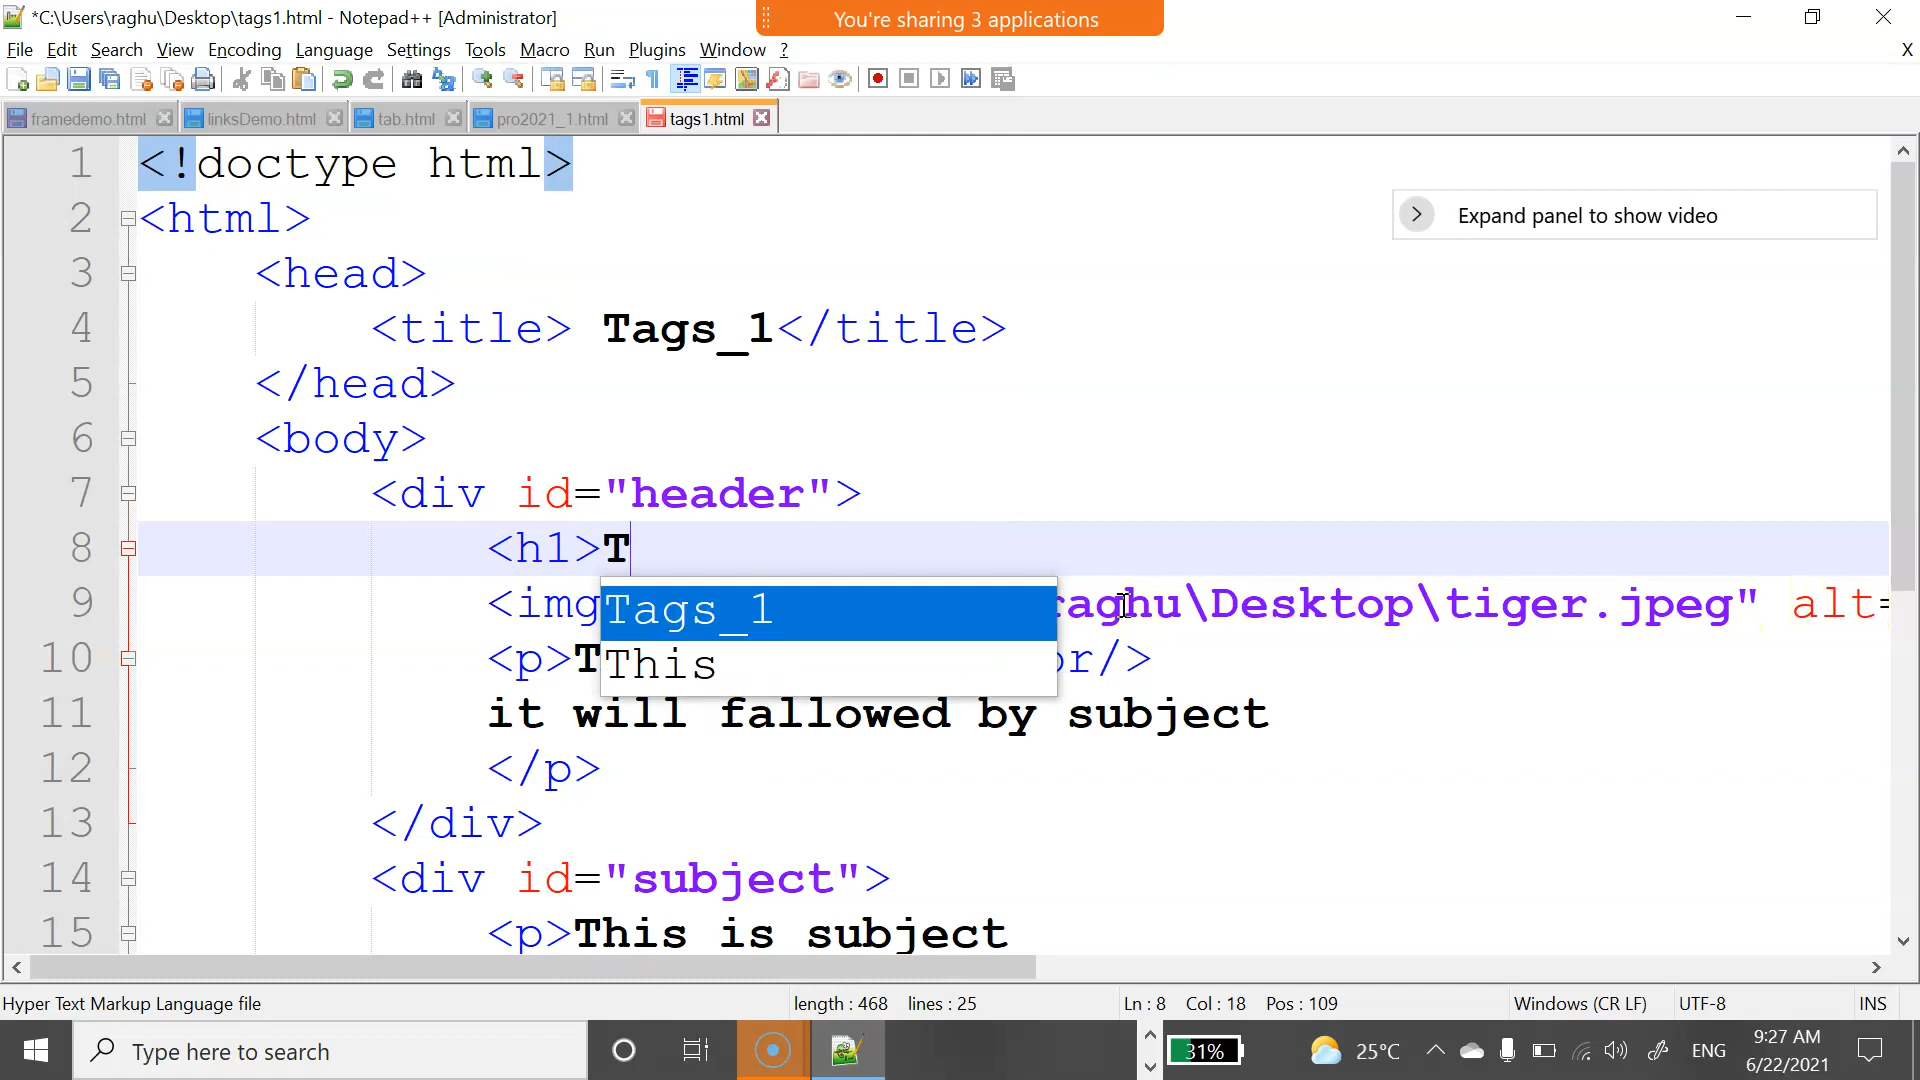 *C:\Users\raghu\Desktop\tags1.html - Notepad++ [Administrator]
You're sharing 3 applications
File Edit Search View Encoding Language Settings Tools Macro Run Plugins Window ? X
framedemo.html linksDemo.html tab.html pro2021_1.html tags1.html
Expand panel to show video
1 <!doctype html>
2 <html>
3 <head>
4 <title> Tags_1</title>
5 </head>
6 <body>
7 <div id="header">
8 <h1>T
9 <img raghu\Desktop\tiger.jpeg" alt=
Tags_1
This
10 <p>T r/>
11 it will fallowed by subject
12 </p>
13 </div>
14 <div id="subject">
15 <p>This is subject
Hyper Text Markup Language file length : 468 lines : 25 Ln : 8 Col : 18 Pos : 109 Windows (CR LF) UTF-8 INS
Type here to search
31%
25°C
ENG
9:27 AM
6/22/2021